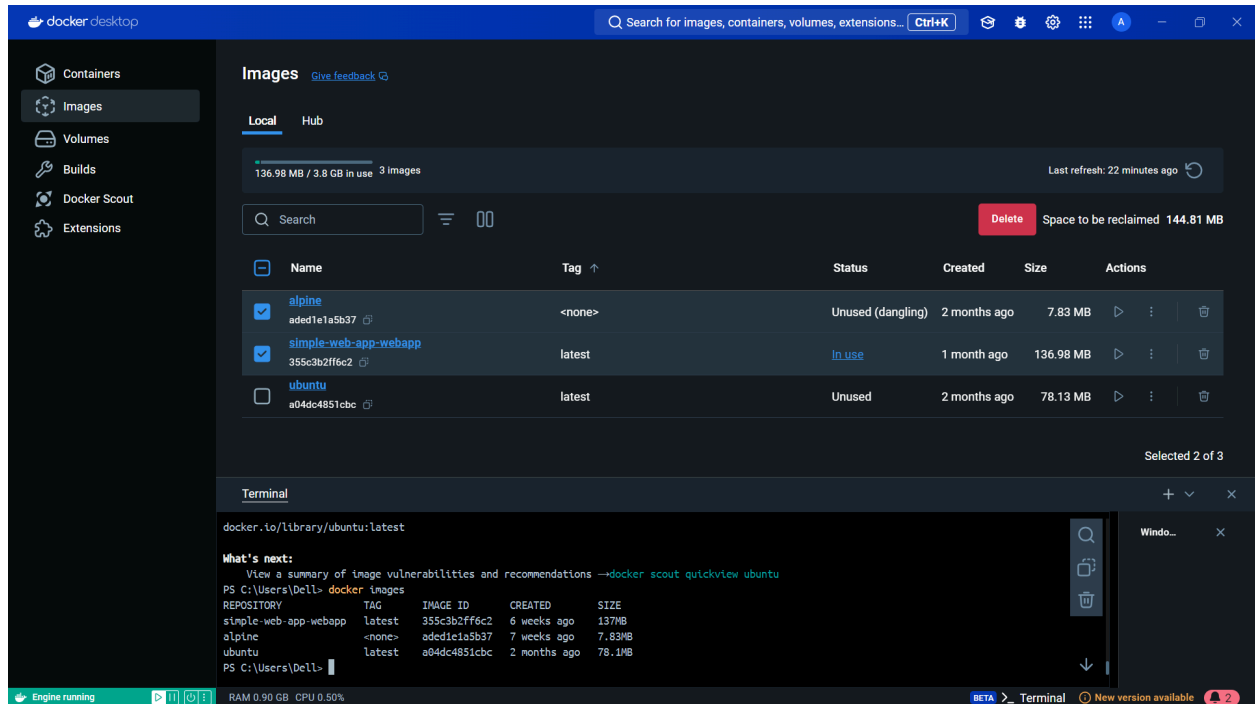 docker desktop
Search for images, containers, volumes, extensions... Ctrl+K
A
Containers
Images
Volumes
Builds
Docker Scout
Extensions
Images Give feedback
Local Hub
136.98 MB / 3.8 GB in use 3 images
Last refresh: 22 minutes ago
Search
Delete Space to be reclaimed 144.81 MB
Name Tag Status Created Size Actions
alpine
aded1e1a5b37
<none> Unused (dangling) 2 months ago 7.83 MB
simple-web-app-webapp
355c3b2ff6c2
latest In use 1 month ago 136.98 MB
ubuntu
a04dc4851cbc
latest Unused 2 months ago 78.13 MB
Selected 2 of 3
Terminal
docker.io/library/ubuntu:latest
What's next:
View a summary of image vulnerabilities and recommendations →docker scout quickview ubuntu
PS C:\Users\Dell> docker images
REPOSITORY TAG IMAGE ID CREATED SIZE
simple-web-app-webapp latest 355c3b2ff6c2 6 weeks ago 137MB
alpine <none> aded1e1a5b37 7 weeks ago 7.83MB
ubuntu latest a04dc4851cbc 2 months ago 78.1MB
PS C:\Users\Dell>
Windo...
Engine running
RAM 0.90 GB CPU 0.50%
BETA >_ Terminal New version available 2